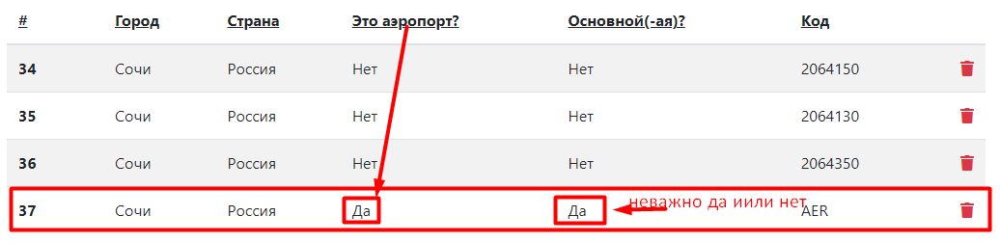 # Город Страна Это аэропорт? Основной(-ая)? Код
34 Сочи Россия Нет Нет 2064150
35 Сочи Россия Нет Нет 2064130
36 Сочи Россия Нет Нет 2064350
неважно да иили нет
37 Сочи Россия Да Да AER